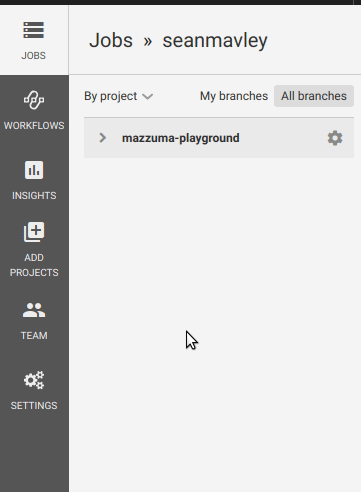 JOBS
WORKFLOWS
INSIGHTS
ADD
PROJECTS
TEAM
SETTINGS
Jobs » seanmavley
By project My branches All branches
mazzuma-playground